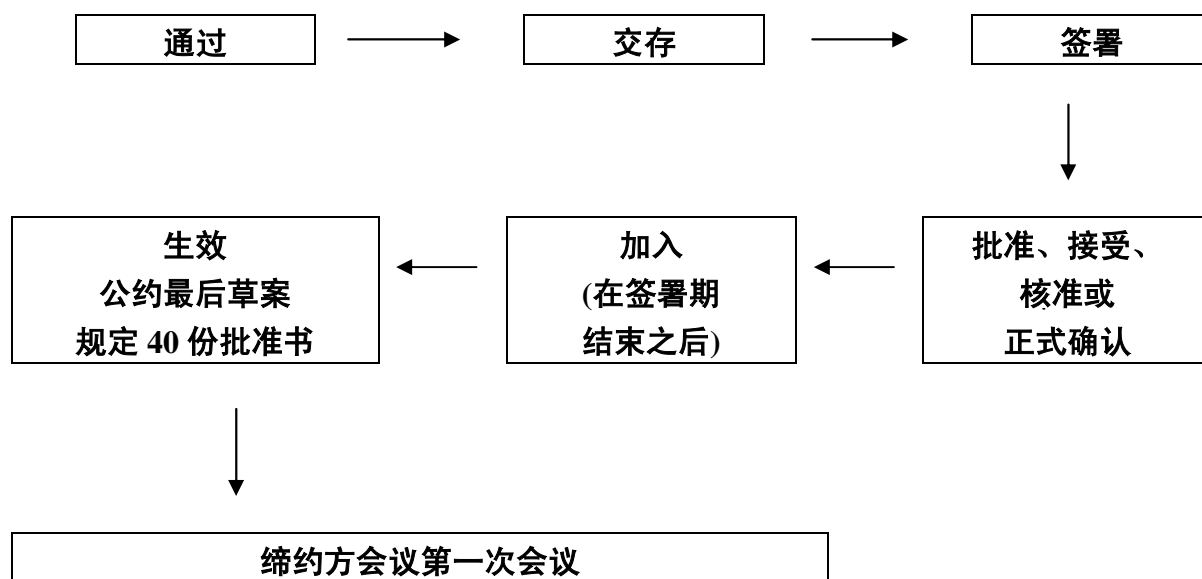 通过
交存
签署
批准、接受、
核准或
正式确认
加入
(在签署期
结束之后)
生效
公约最后草案
规定 40 份批准书
缔约方会议第一次会议